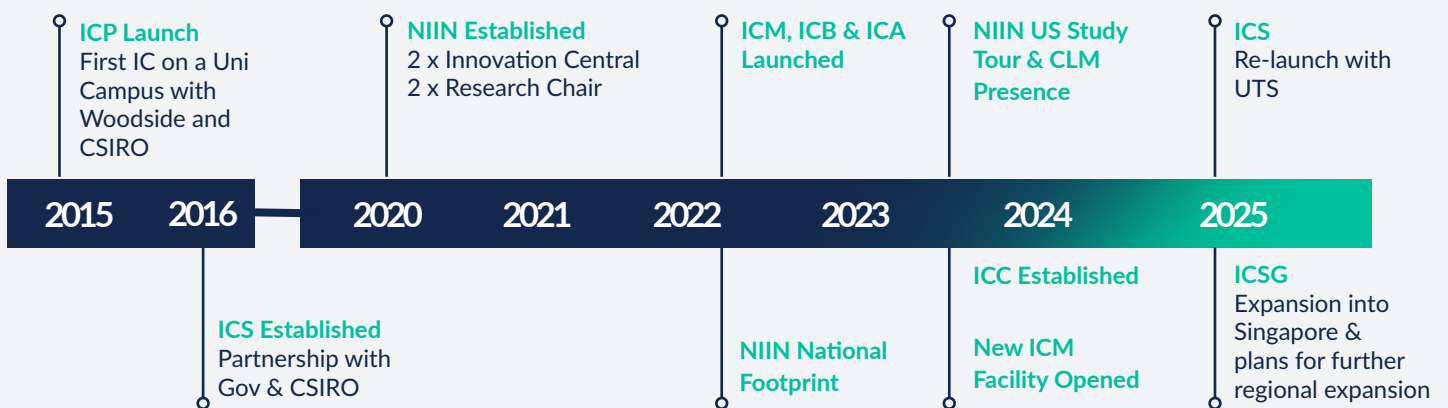 ICP Launch
First IC on a Uni
Campus with
Woodside and
CSIRO
NIIN Established
2 x Innovation Central
2 x Research Chair
ICM, ICB & ICA
Launched
NIIN US Study
Tour & CLM
Presence
ICS
Re-launch with
UTS
2015
2016
2020
2021
2022
2023
2024
2025
ICS Established
Partnership with
Gov & CSIRO
NIIN National
Footprint
ICC Established
New ICM
Facility Opened
ICSG
Expansion into
Singapore &
plans for further
regional expansion